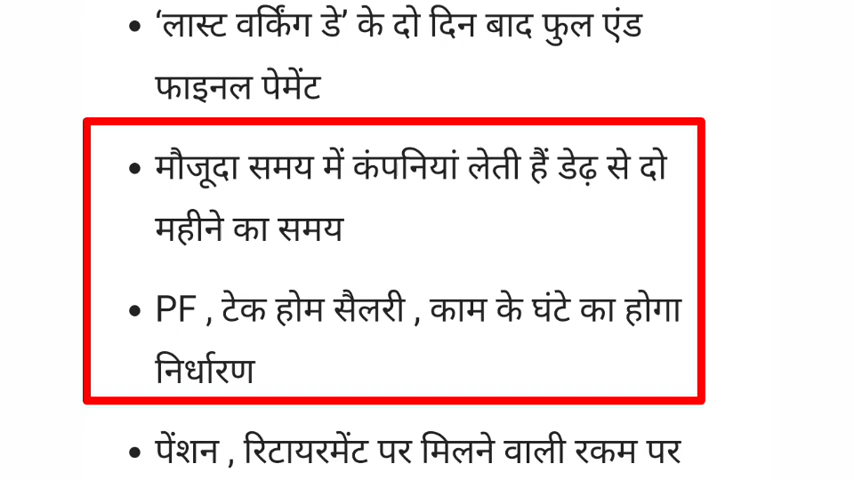 • ‘लास्ट वर्किंग डे’ के दो दिन बाद फुल एंड
फाइनल पेमेंट
• मौजूदा समय में कंपनियां लेती हैं डेढ़ से दो
महीने का समय
• PF , टेक होम सैलरी , काम के घंटे का होगा
निर्धारण
• पेंशन , रिटायरमेंट पर मिलने वाली रकम पर